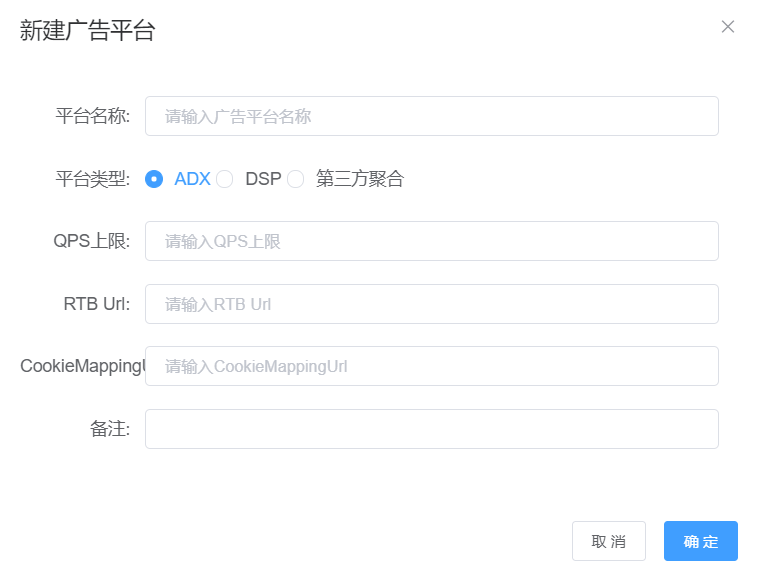 新建广告平台
平台名称: 请输入广告平台名称
平台类型: ADX DSP 第三方聚合
QPS上限: 请输入QPS上限
RTB Url: 请输入RTB Url
CookieMappingU 请输入CookieMappingUrl
备注:
取消 确定